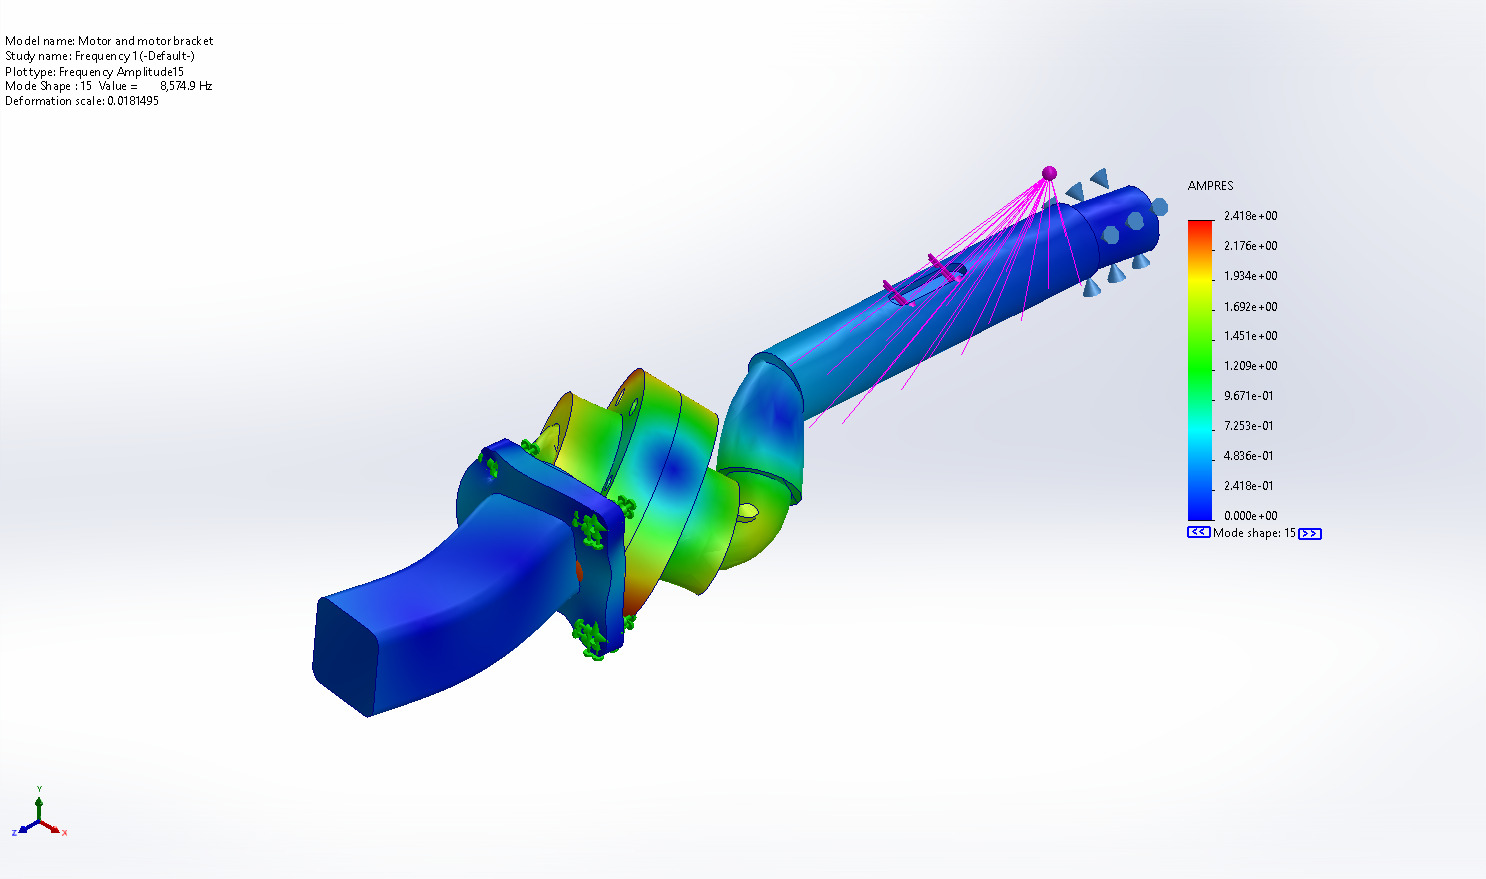 Model name: Motor and motor bracket
Study name: Frequency 1(-Default-)
Plot type: Frequency Amplitude15
Mode Shape : 15 Value = 8,574.9 Hz
Deformation scale: 0.0181495
AMPRES
2.418e+00
2.176e+00
1.934e+00
1.692e+00
1.451e+00
1.209e+00
9.671e-01
7.253e-01
4.836e-01
2.418e-01
0.000e+00
<< Mode shape: 15 >>
Y
Z X